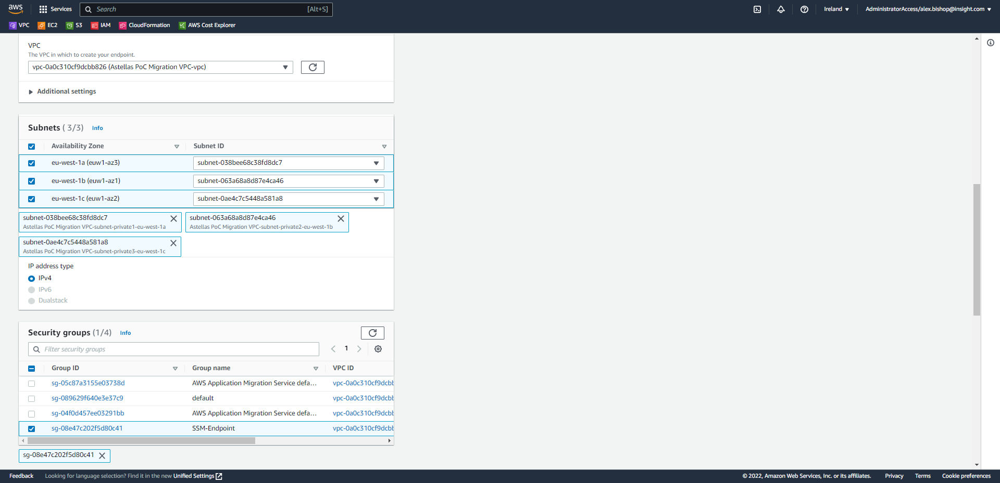 aws
Services
Search
[Alt+S]
Ireland
AdministratorAccess/alex.bishop@insight.com
VPC
EC2
S3
IAM
CloudFormation
AWS Cost Explorer
VPC
The VPC in which to create your endpoint.
vpc-0a0c310cf9dcbb826 (Astellas PoC Migration VPC-vpc)
Additional settings
Subnets ( 3/3) Info
Availability Zone
Subnet ID
eu-west-1a (euw1-az3)
subnet-038bee68c38fd8dc7
eu-west-1b (euw1-az1)
subnet-063a68a8d87e4ca46
eu-west-1c (euw1-az2)
subnet-0ae4c7c5448a581a8
subnet-038bee68c38fd8dc7
Astellas PoC Migration VPC-subnet-private1-eu-west-1a
subnet-063a68a8d87e4ca46
Astellas PoC Migration VPC-subnet-private2-eu-west-1b
subnet-0ae4c7c5448a581a8
Astellas PoC Migration VPC-subnet-private3-eu-west-1c
IP address type
IPv4
IPv6
Dualstack
Security groups (1/4) Info
Filter security groups
1
Group ID
Group name
VPC ID
sg-05c87a3155e03738d
AWS Application Migration Service defa...
vpc-0a0c310cf9dcbb
sg-089629f640e3e37c9
default
vpc-0a0c310cf9dcbb
sg-04f0d457ee03291bb
AWS Application Migration Service defa...
vpc-0a0c310cf9dcbb
sg-08e47c202f5d80c41
SSM-Endpoint
vpc-0a0c310cf9dcbb
sg-08e47c202f5d80c41
Feedback
Looking for language selection? Find it in the new Unified Settings
© 2022, Amazon Web Services, Inc. or its affiliates.
Privacy
Terms
Cookie preferences